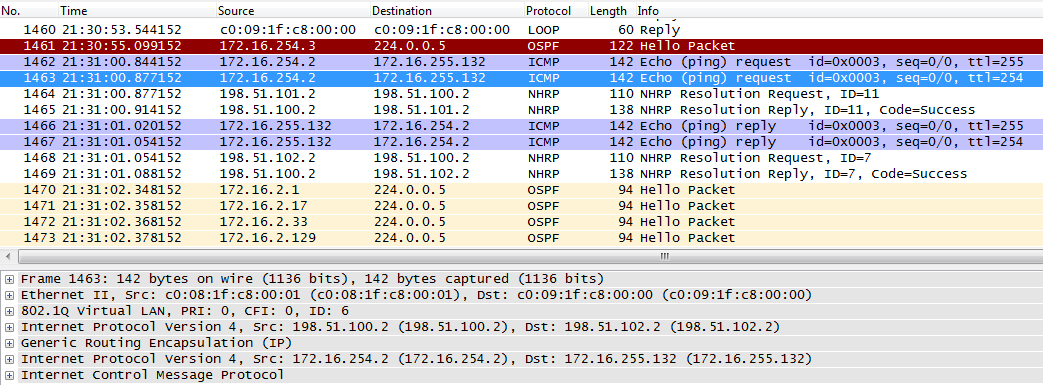 No. Time Source Destination Protocol Length Info
1460 21:30:53.544152 c0:09:1f:c8:00:00 c0:09:1f:c8:00:00 LOOP 60 Reply
1461 21:30:55.099152 172.16.254.3 224.0.0.5 OSPF 122 Hello Packet
1462 21:31:00.844152 172.16.254.2 172.16.255.132 ICMP 142 Echo (ping) request id=0x0003, seq=0/0, ttl=255
1463 21:31:00.877152 172.16.254.2 172.16.255.132 ICMP 142 Echo (ping) request id=0x0003, seq=0/0, ttl=254
1464 21:31:00.877152 198.51.101.2 198.51.100.2 NHRP 110 NHRP Resolution Request, ID=11
1465 21:31:00.914152 198.51.100.2 198.51.101.2 NHRP 138 NHRP Resolution Reply, ID=11, Code=Success
1466 21:31:01.020152 172.16.255.132 172.16.254.2 ICMP 142 Echo (ping) reply id=0x0003, seq=0/0, ttl=255
1467 21:31:01.054152 172.16.255.132 172.16.254.2 ICMP 142 Echo (ping) reply id=0x0003, seq=0/0, ttl=254
1468 21:31:01.054152 198.51.102.2 198.51.100.2 NHRP 110 NHRP Resolution Request, ID=7
1469 21:31:01.088152 198.51.100.2 198.51.102.2 NHRP 138 NHRP Resolution Reply, ID=7, Code=Success
1470 21:31:02.348152 172.16.2.1 224.0.0.5 OSPF 94 Hello Packet
1471 21:31:02.358152 172.16.2.17 224.0.0.5 OSPF 94 Hello Packet
1472 21:31:02.368152 172.16.2.33 224.0.0.5 OSPF 94 Hello Packet
1473 21:31:02.378152 172.16.2.129 224.0.0.5 OSPF 94 Hello Packet
Frame 1463: 142 bytes on wire (1136 bits), 142 bytes captured (1136 bits)
Ethernet II, Src: c0:08:1f:c8:00:01 (c0:08:1f:c8:00:01), Dst: c0:09:1f:c8:00:00 (c0:09:1f:c8:00:00)
802.1Q Virtual LAN, PRI: 0, CFI: 0, ID: 6
Internet Protocol Version 4, Src: 198.51.100.2 (198.51.100.2), Dst: 198.51.102.2 (198.51.102.2)
Generic Routing Encapsulation (IP)
Internet Protocol Version 4, Src: 172.16.254.2 (172.16.254.2), Dst: 172.16.255.132 (172.16.255.132)
Internet Control Message Protocol